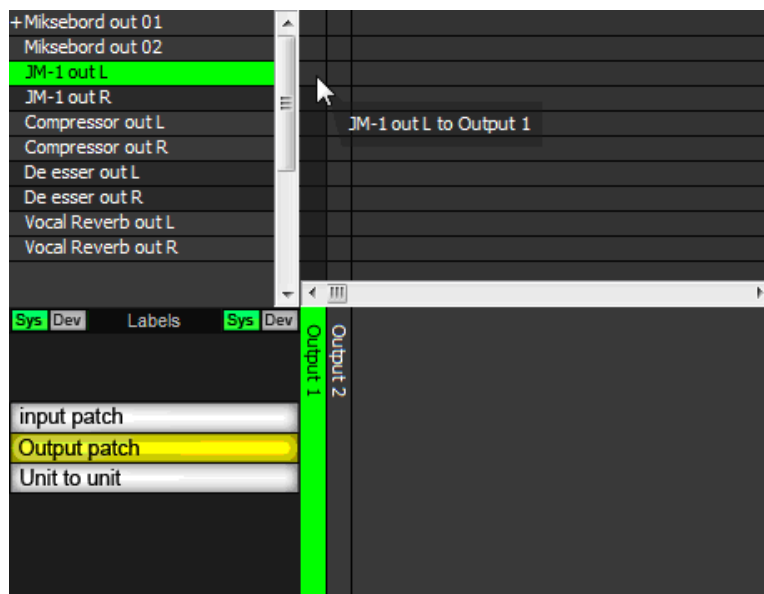 +Miksebord out 01
Miksebord out 02
JM-1 out L
JM-1 out R
Compressor out L
Compressor out R
De esser out L
De esser out R
Vocal Reverb out L
Vocal Reverb out R
JM-1 out L to Output 1
Sys Dev Labels Sys Dev
Output 1
Output 2
input patch
Output patch
Unit to unit